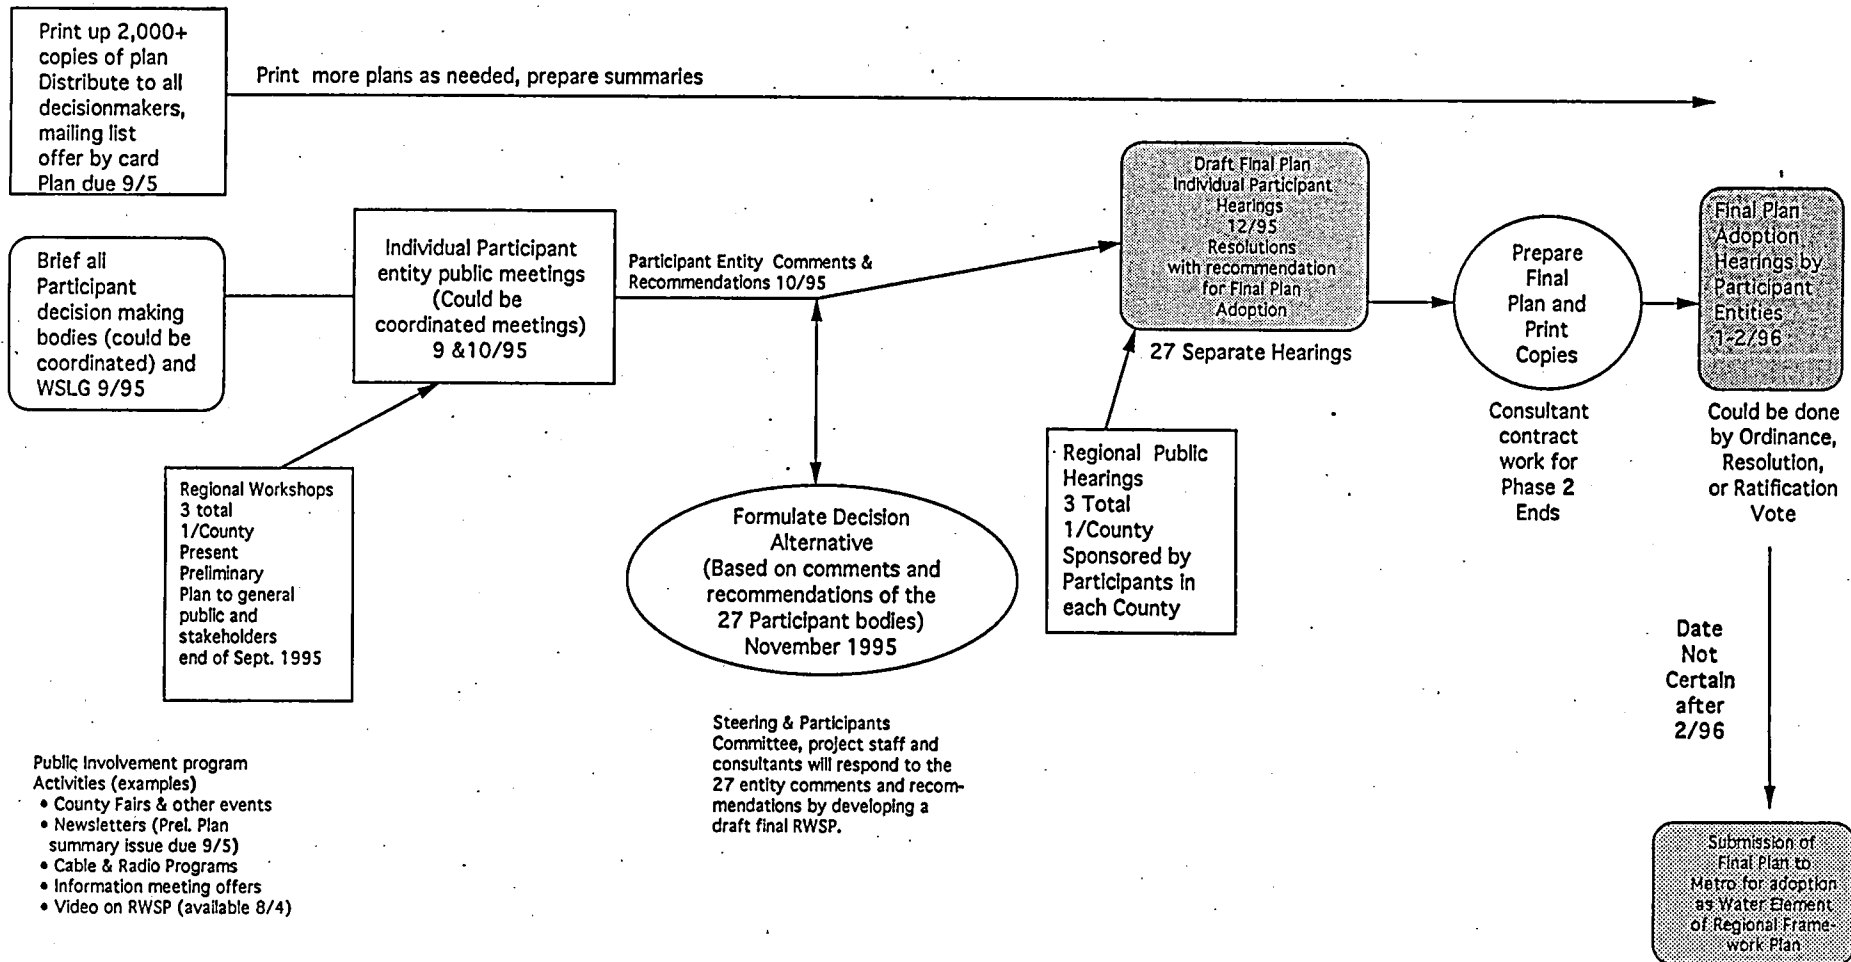 Print up 2,000+
copies of plan
Distribute to all
decisionmakers,
mailing list
offer by card
Plan due 9/5
Print more plans as needed, prepare summaries
Brief all
Participant
decision making
bodies (could be
coordinated) and
WSLG 9/95
Individual Participant
entity public meetings
(Could be
coordinated meetings)
9 &10/95
Participant Entity Comments &
Recommendations 10/95
Draft Final Plan
Individual Participant
Hearings
12/95
Resolutions
with recommendation
for Final Plan
Adoption
27 Separate Hearings
Prepare
Final
Plan and
Print
Copies
Consultant
contract
work for
Phase 2
Ends
Final Plan
Adoption
Hearings by
Participant
Entities
1-2/96
Could be done
by Ordinance,
Resolution,
or Ratification
Vote
Regional Workshops
3 total
1/County
Present
Preliminary
Plan to general
public and
stakeholders
end of Sept. 1995
Formulate Decision
Alternative
(Based on comments and
recommendations of the
27 Participant bodies)
November 1995
Regional Public
Hearings
3 Total
1/County
Sponsored by
Participants in
each County
Date
Not
Certain
after
2/96
Steering & Participants
Committee, project staff and
consultants will respond to the
27 entity comments and recom-
mendations by developing a
draft final RWSP.
Public Involvement program
Activities (examples)
• County Fairs & other events
• Newsletters (Prel. Plan
summary issue due 9/5)
• Cable & Radio Programs
• Information meeting offers
• Video on RWSP (available 8/4)
Submission of
Final Plan to
Metro for adoption
as Water Element
of Regional Frame-
work Plan